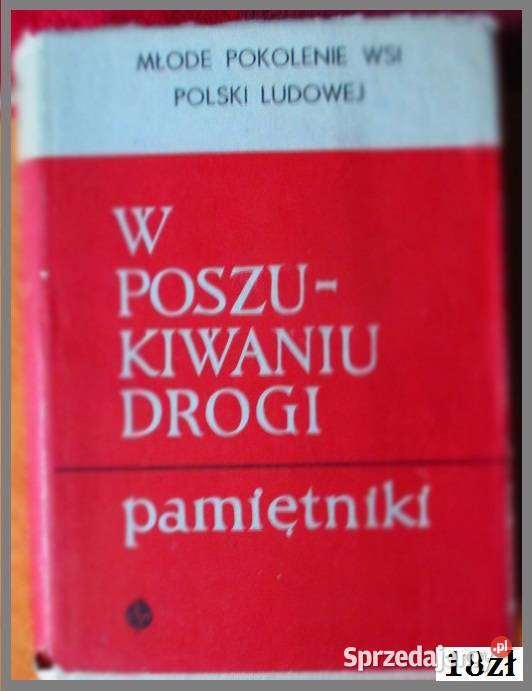 MŁODE POKOLENIE WSI
POLSKI LUDOWEJ
W
POSZU-
KIWANIU
DROGI
pamiętniki
Sprzedajemy.pl
18zł